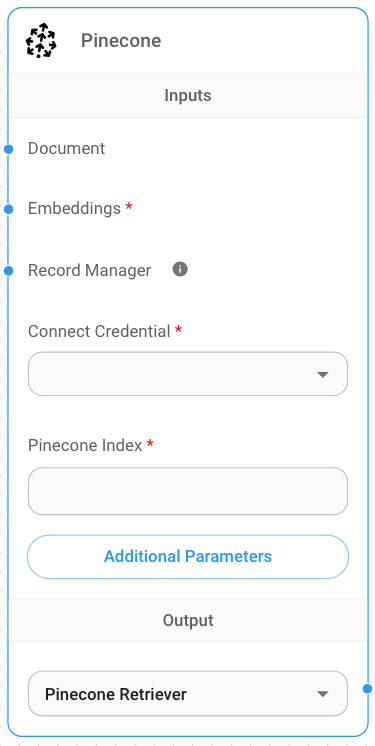 Pinecone
Inputs
Document
Embeddings *
Record Manager
Connect Credential *
Pinecone Index *
Additional Parameters
Output
Pinecone Retriever